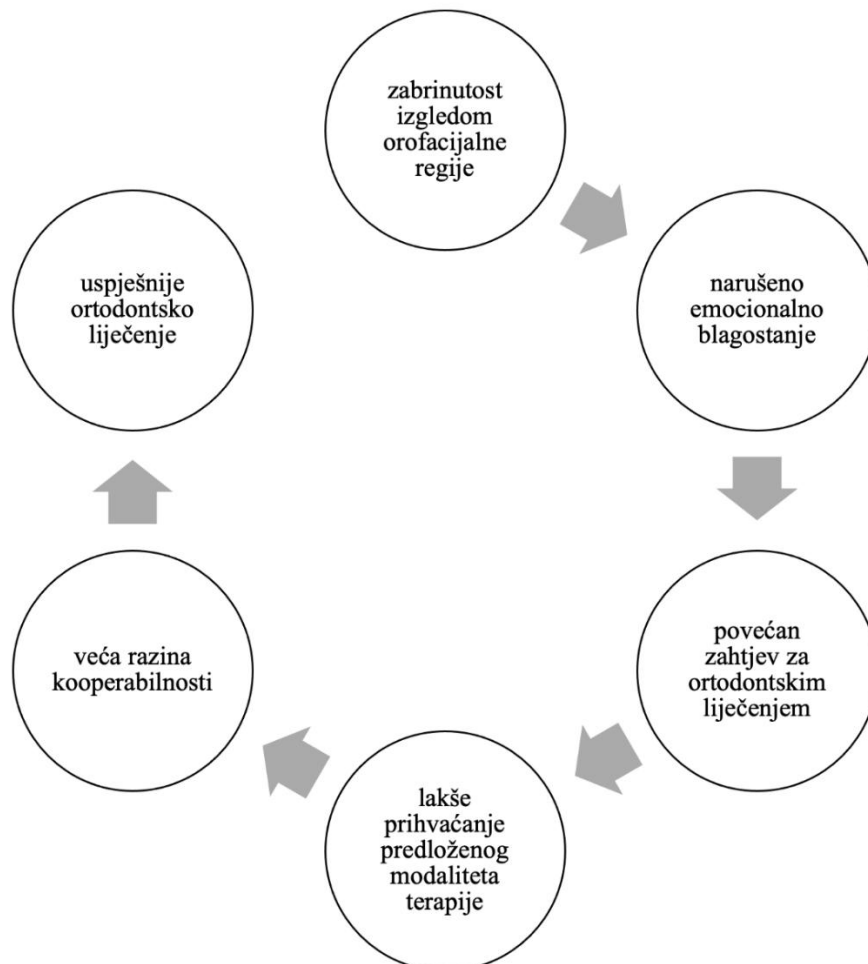 zabrinutost
izgledom
orofacijalne
regije
narušeno
emocionalno
blagostanje
povećan
zahtjev za
ortodontskim
liječenjem
lakše
prihvaćanje
predloženog
modaliteta
terapije
veća razina
kooperabilnosti
uspješnije
ortodontsko
liječenje